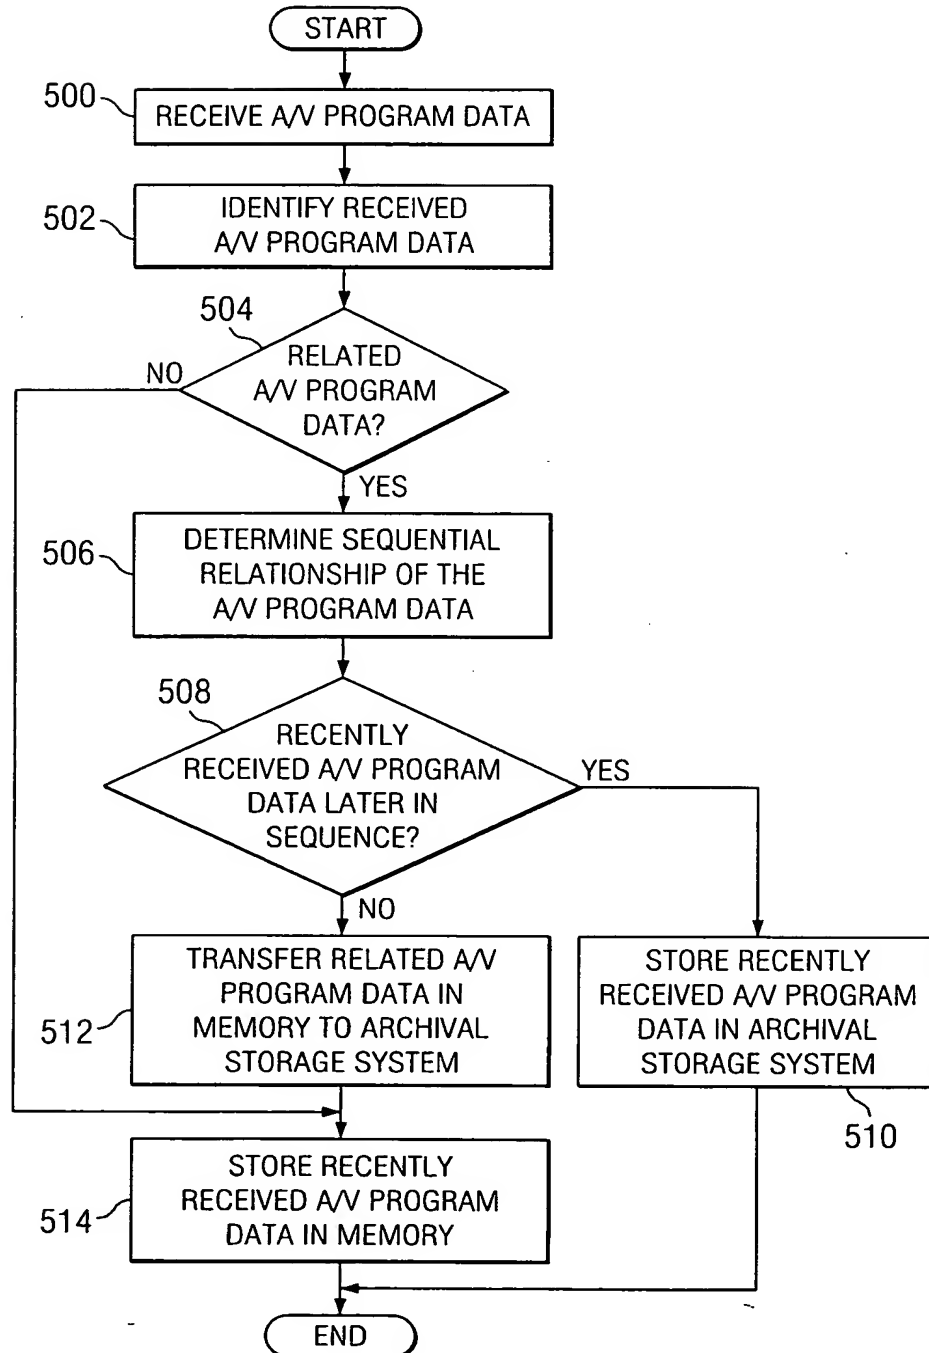 START
500
RECEIVE A/V PROGRAM DATA
502
IDENTIFY RECEIVED
A/V PROGRAM DATA
504
RELATED
A/V PROGRAM
DATA?
NO
YES
506
DETERMINE SEQUENTIAL
RELATIONSHIP OF THE
A/V PROGRAM DATA
508
RECENTLY
RECEIVED A/V PROGRAM
DATA LATER IN
SEQUENCE?
YES
NO
512
TRANSFER RELATED A/V
PROGRAM DATA IN
MEMORY TO ARCHIVAL
STORAGE SYSTEM
STORE RECENTLY
RECEIVED A/V PROGRAM
DATA IN ARCHIVAL
STORAGE SYSTEM
510
514
STORE RECENTLY
RECEIVED A/V PROGRAM
DATA IN MEMORY
END